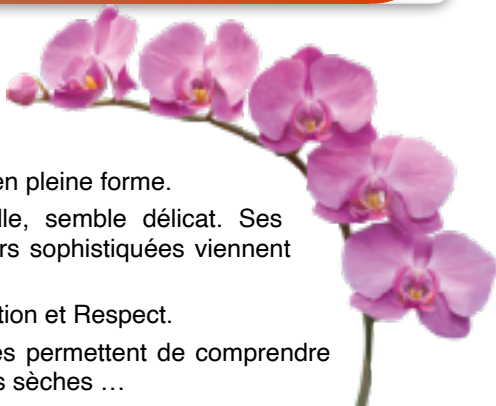 en pleine forme.
lle, semble délicat. Ses
rs sophistiquées viennent
tion et Respect.
es permettent de comprendre
s sèches …